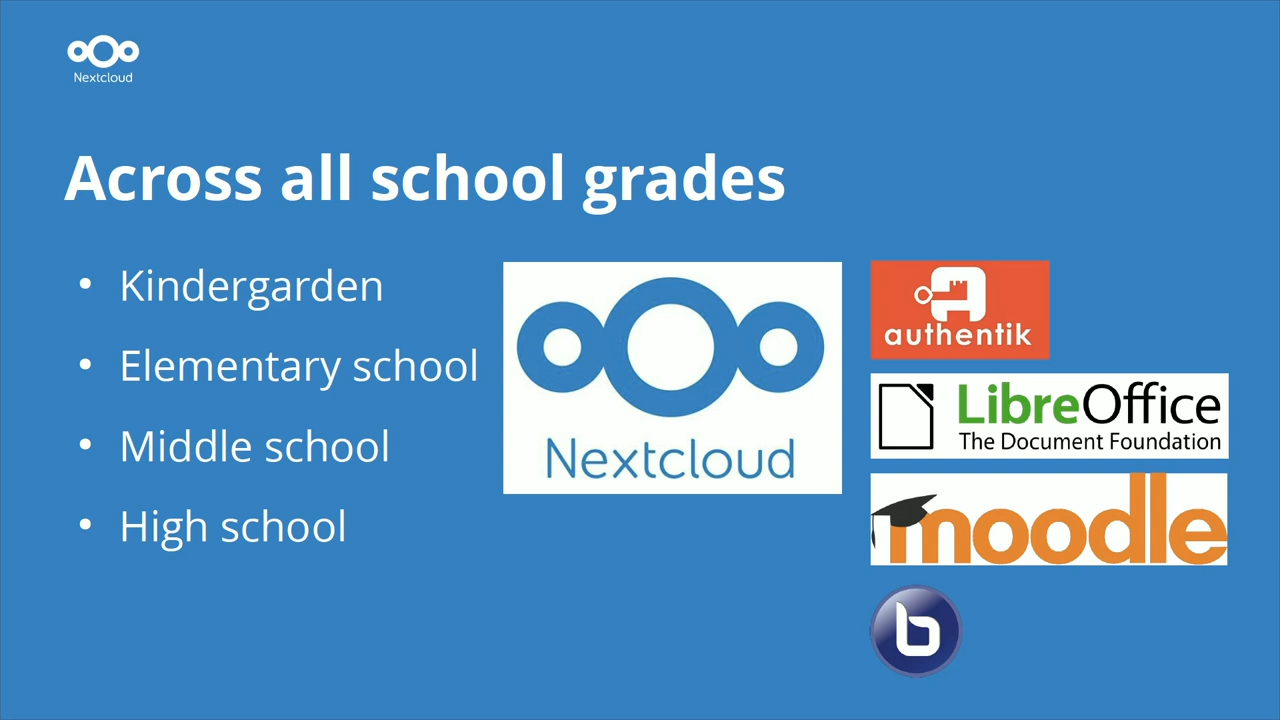 Nextcloud
Across all school grades
• Kindergarden
• Elementary school
• Middle school
• High school
Nextcloud
authentik
LibreOffice
The Document Foundation
moodle
b